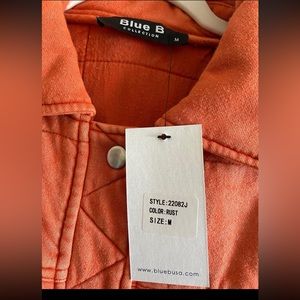 Blue B
COLLECTION
M
STYLE:22082J
COLOR:RUST
SIZE:M
www.bluebusa.com